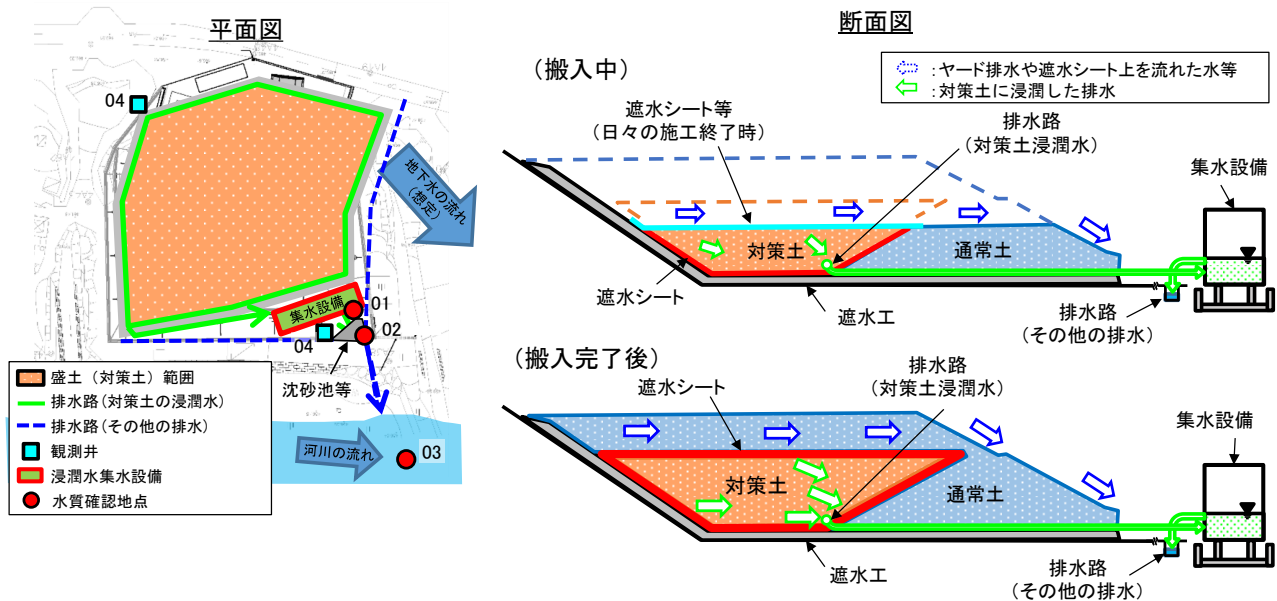 平面図
04
地下水の流れ
(想定)
集水設備
01
02
04
沈砂池等
盛土（対策土）範囲
排水路(対策土の浸潤水)
排水路(その他の排水)
観測井
浸潤水集水設備
水質確認地点
河川の流れ
03
断面図
：ヤード排水や遮水シート上を流れた水等
：対策土に浸潤した排水
（搬入中）
遮水シート等
（日々の施工終了時）
排水路
（対策土浸潤水）
集水設備
対策土
通常土
遮水シート
遮水工
排水路
（その他の排水）
（搬入完了後）
遮水シート
排水路
（対策土浸潤水）
集水設備
対策土
通常土
遮水工
排水路
（その他の排水）